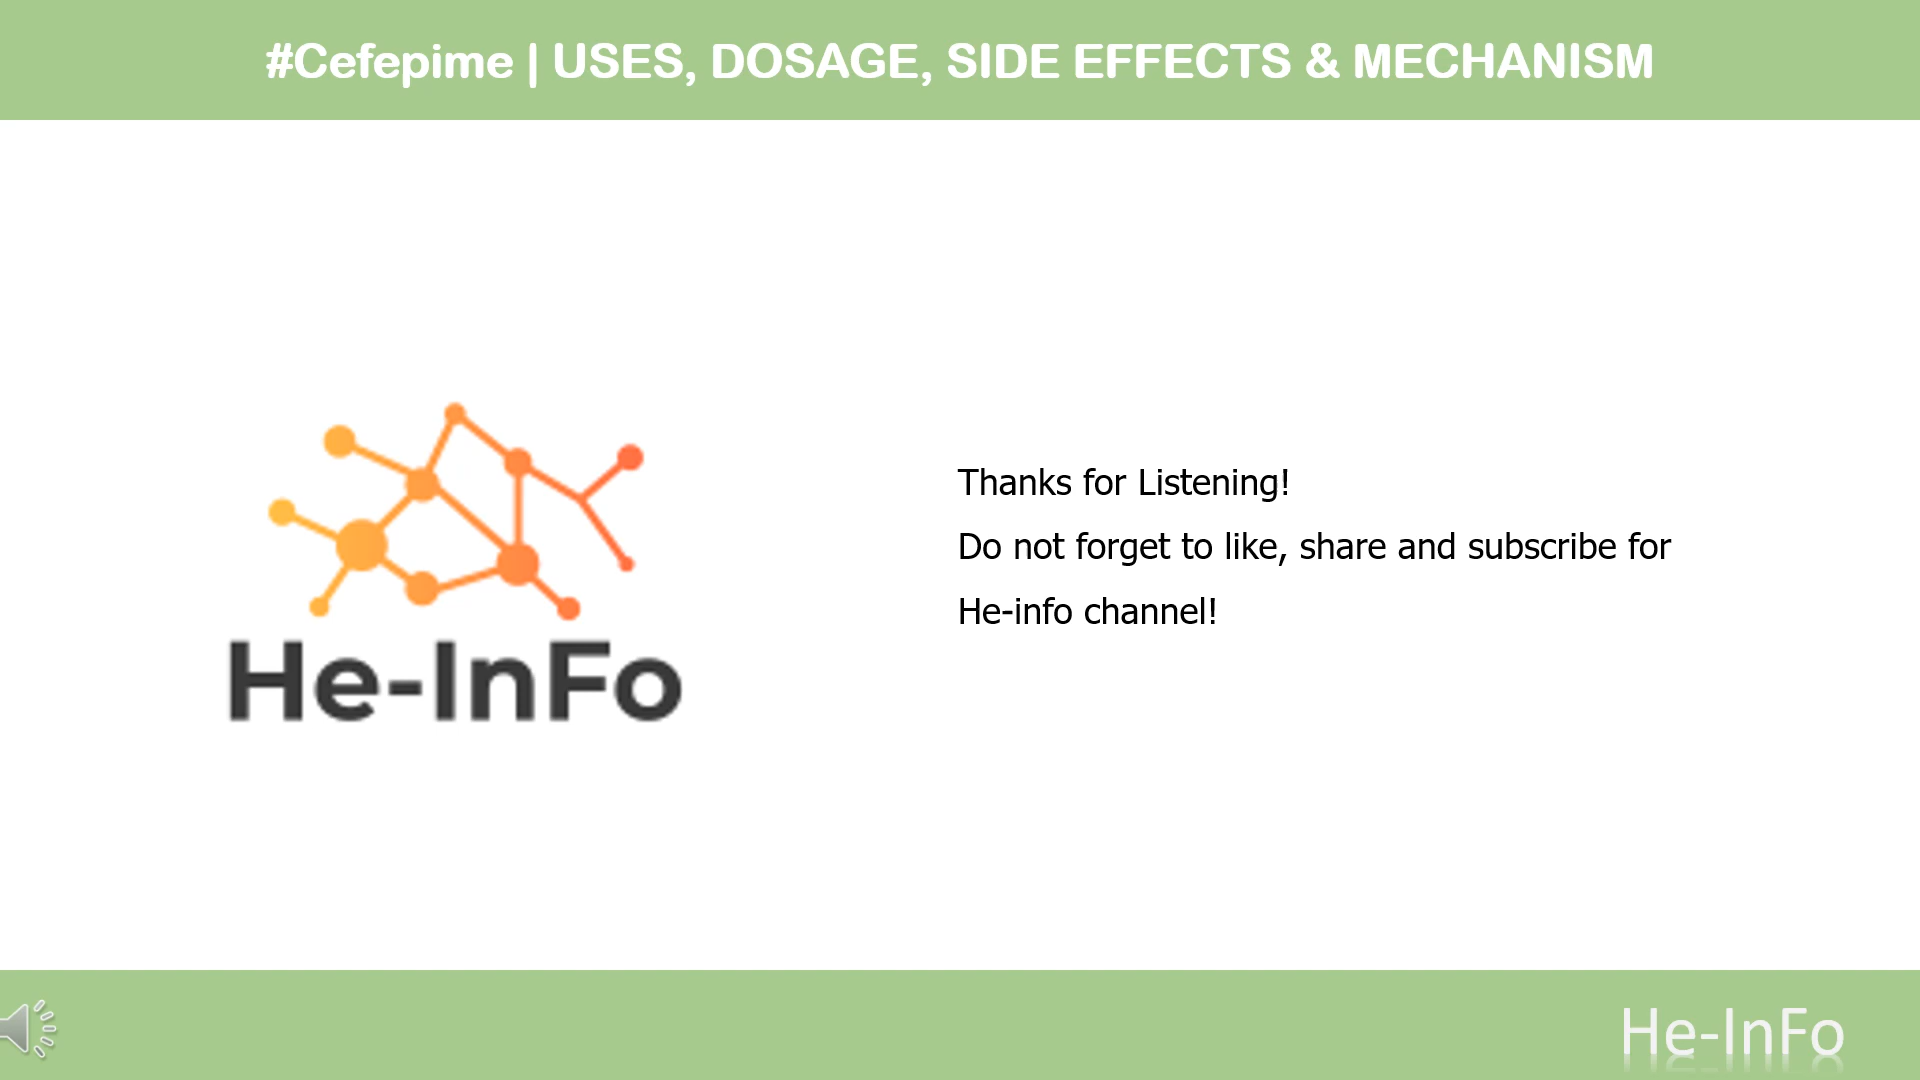 #Cefepime | USES, DOSAGE, SIDE EFFECTS & MECHANISM
He-InFo
Thanks for Listening!
Do not forget to like, share and subscribe for
He-info channel!
He-InFo